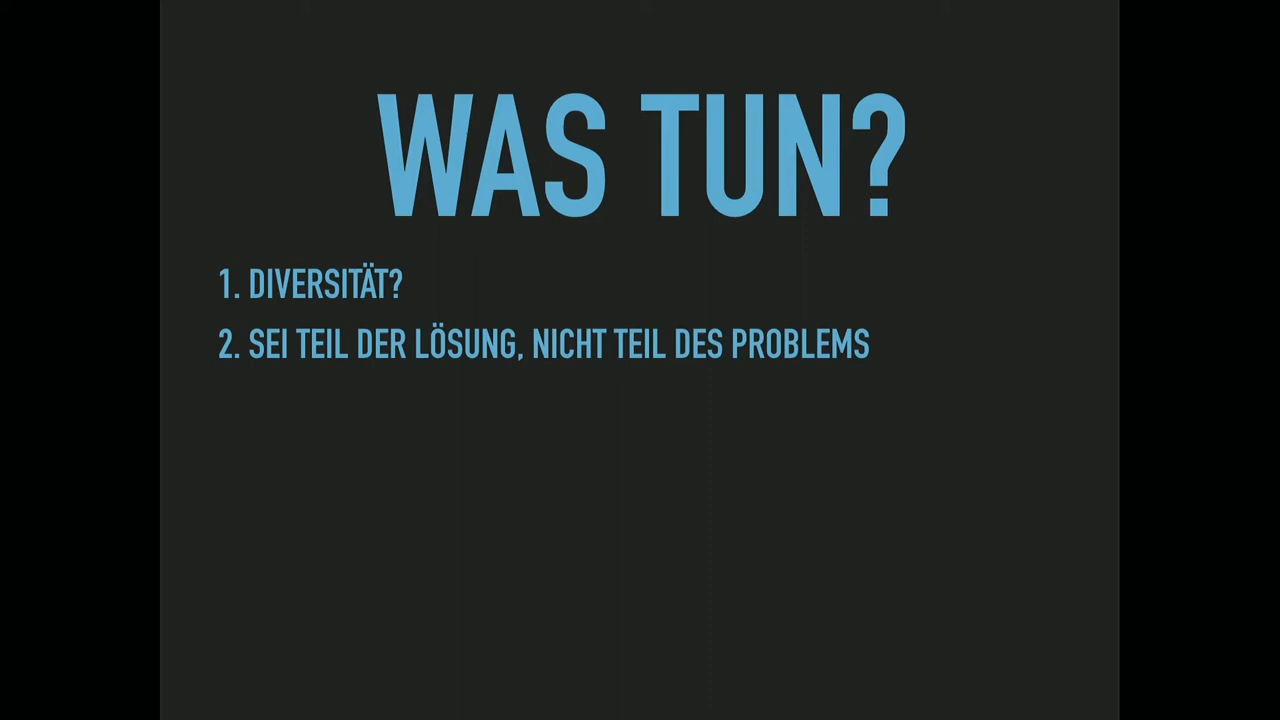 WAS TUN?
1. DIVERSITÄT?
2. SEI TEIL DER LÖSUNG, NICHT TEIL DES PROBLEMS